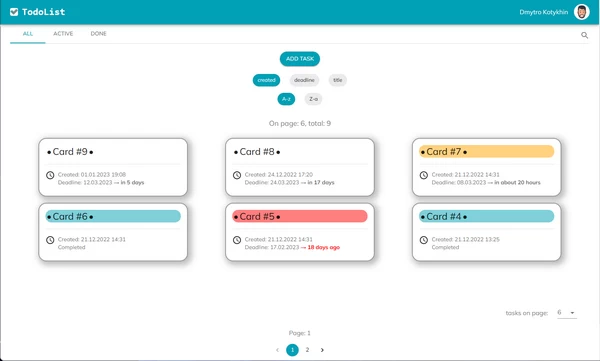 TodoList
Dmytro Kotykhin
ALL ACTIVE DONE
ADD TASK
created deadline title
A-z Z-a
On page: 6, total: 9
• Card #9 •
Created: 01.01.2023 19:08
Deadline: 12.03.2023 → in 5 days
• Card #8 •
Created: 24.12.2022 17:20
Deadline: 24.03.2023 → in 17 days
• Card #7 •
Created: 21.12.2022 14:31
Deadline: 08.03.2023 → in about 20 hours
• Card #6 •
Created: 21.12.2022 14:31
Completed
• Card #5 •
Created: 21.12.2022 14:31
Deadline: 17.02.2023 → 18 days ago
• Card #4 •
Created: 21.12.2022 13:25
Completed
tasks on page: 6
Page: 1
< 1 2 >